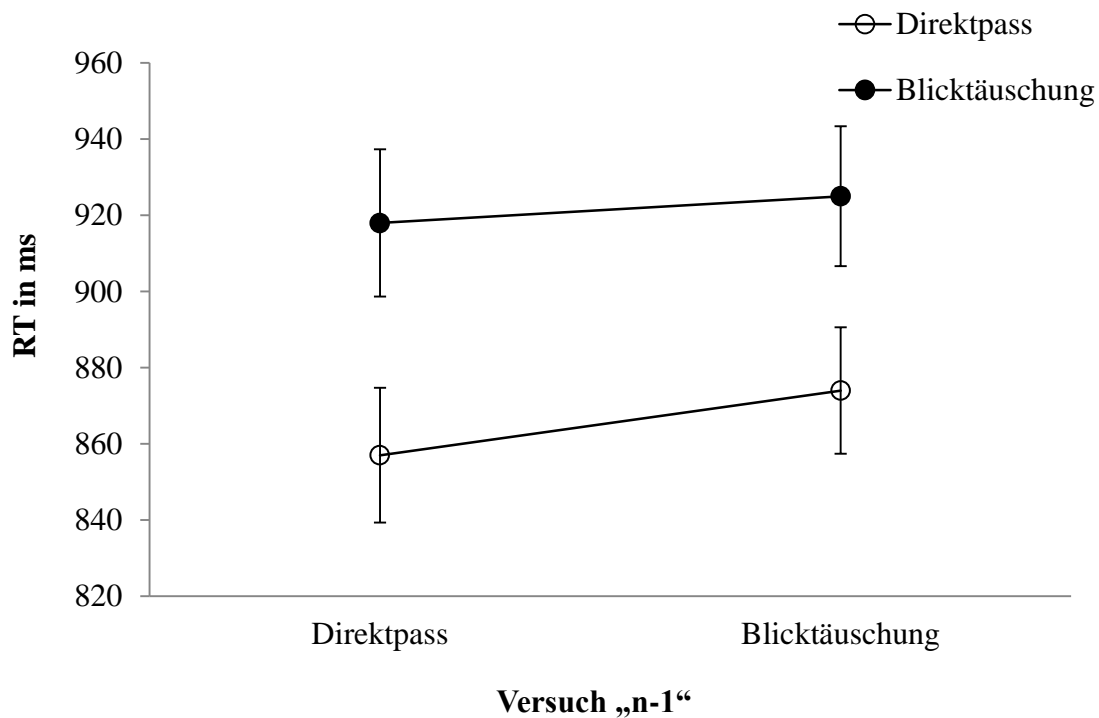 Direktpass
Blicktäuschung
960
940
920
900
880
860
840
820
RT in ms
Direktpass Blicktäuschung
Versuch „n-1“